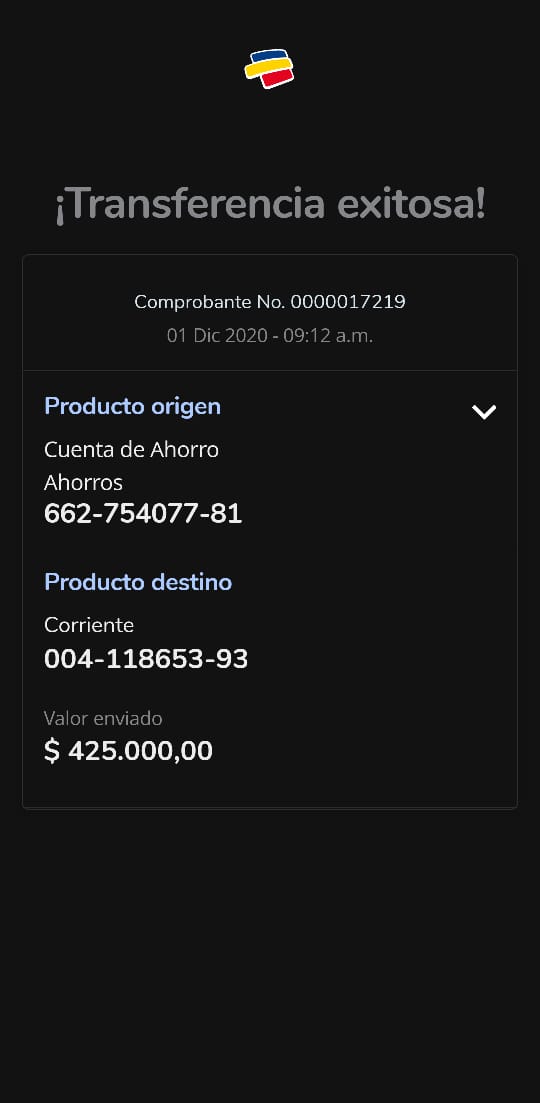 ¡Transferencia exitosa!
Comprobante No. 0000017219
01 Dic 2020 - 09:12 a.m.
Producto origen
Cuenta de Ahorro
Ahorros
662-754077-81
Producto destino
Corriente
004-118653-93
Valor enviado
$ 425.000,00